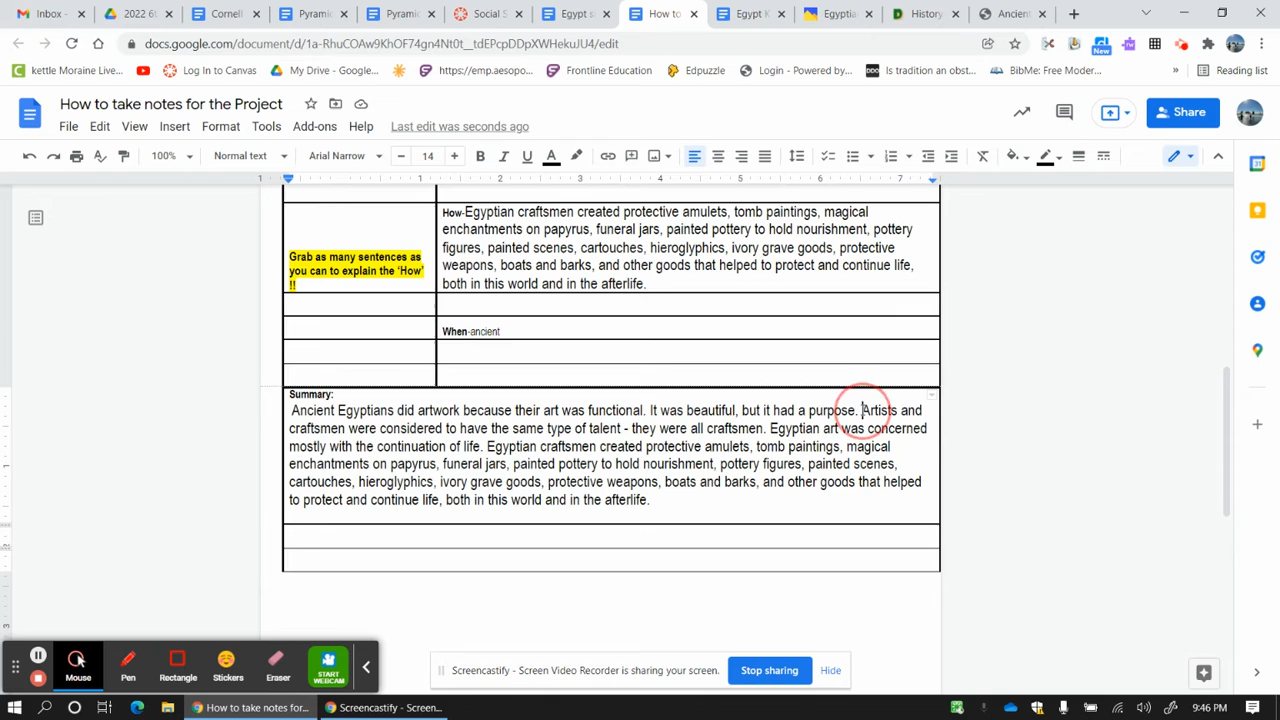 Inbox -
2022 6t
Cornell
Pyramic
Pyramic
Social S
Egypt s
How to
Egypt K
Egyptia
History
Ancient
docs.google.com/document/d/1a-RhuCOAw9KhOF74gn4Nt0t__tdEPcpDDpXWHekuJU4/edit
New
kettle Moraine Live...
Log In to Canvas
My Drive - Google...
https://emp.aesopo...
Frontline Education
Edpuzzle
Login - Powered by...
DDO
Is tradition an obst...
BibMe: Free Moder...
»
Reading list
How to take notes for the Project
File Edit View Insert Format Tools Add-ons Help Last edit was seconds ago
Share
100% Normal text Arial Narrow − 14 + B I U A
1 1 2 3 4 5 6 7
How-Egyptian craftsmen created protective amulets, tomb paintings, magical
enchantments on papyrus, funeral jars, painted pottery to hold nourishment, pottery
figures, painted scenes, cartouches, hieroglyphics, ivory grave goods, protective
weapons, boats and barks, and other goods that helped to protect and continue life,
both in this world and in the afterlife.
Grab as many sentences as
you can to explain the 'How'
!!
When-ancient
Summary:
Ancient Egyptians did artwork because their art was functional. It was beautiful, but it had a purpose. Artists and
craftsmen were considered to have the same type of talent - they were all craftsmen. Egyptian art was concerned
mostly with the continuation of life. Egyptian craftsmen created protective amulets, tomb paintings, magical
enchantments on papyrus, funeral jars, painted pottery to hold nourishment, pottery figures, painted scenes,
cartouches, hieroglyphics, ivory grave goods, protective weapons, boats and barks, and other goods that helped
to protect and continue life, both in this world and in the afterlife.
Mouse
Pen
Rectangle
Stickers
Eraser
START
WEBCAM
Screencastify - Screen Video Recorder is sharing your screen.
Stop sharing
Hide
How to take notes for...
Screencastify - Screen...
9:46 PM